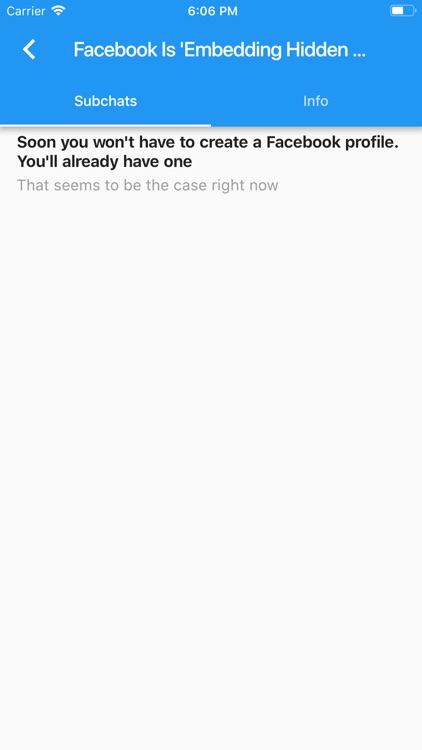 Carrier 6:06 PM
Facebook Is 'Embedding Hidden ...
Subchats Info
Soon you won't have to create a Facebook profile.
You'll already have one
That seems to be the case right now